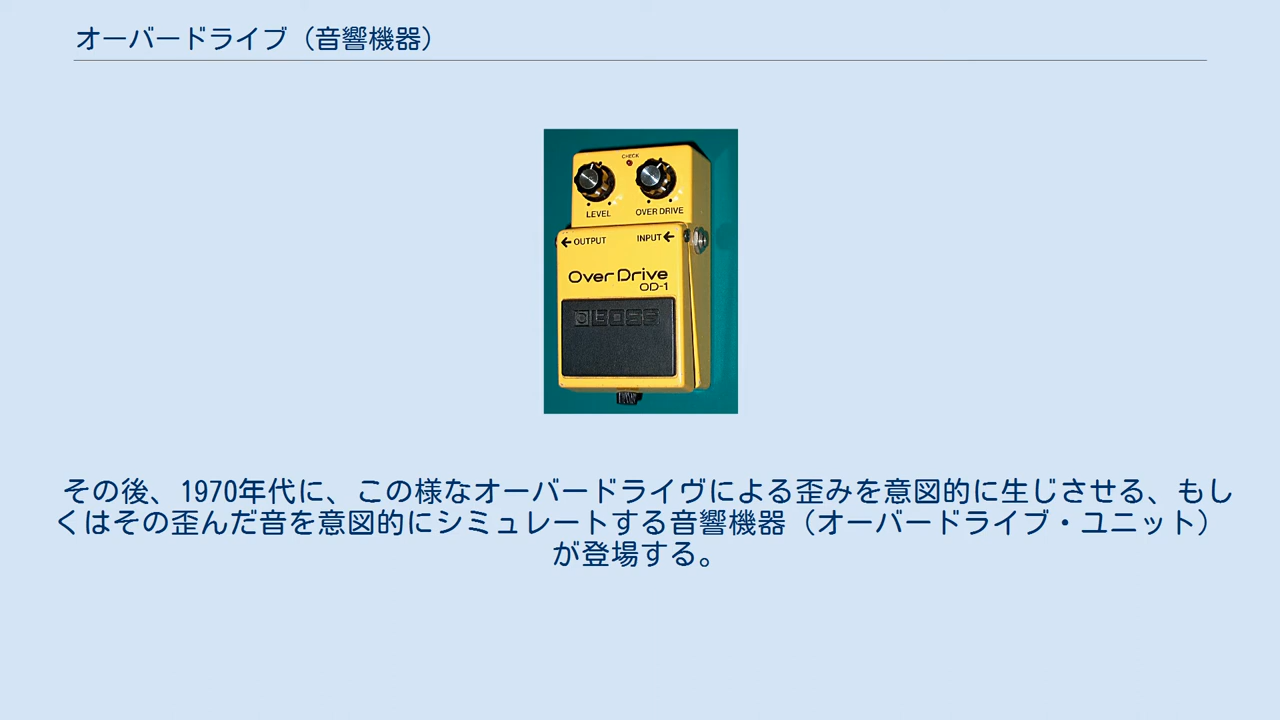 オーバードライブ（音響機器）
CHECK
LEVEL
OVER DRIVE
OUTPUT
INPUT
Over Drive
OD-1
BOSS
その後、1970年代に、この様なオーバードライヴによる歪みを意図的に生じさせる、もし
くはその歪んだ音を意図的にシミュレートする音響機器（オーバードライブ・ユニット）
が登場する。